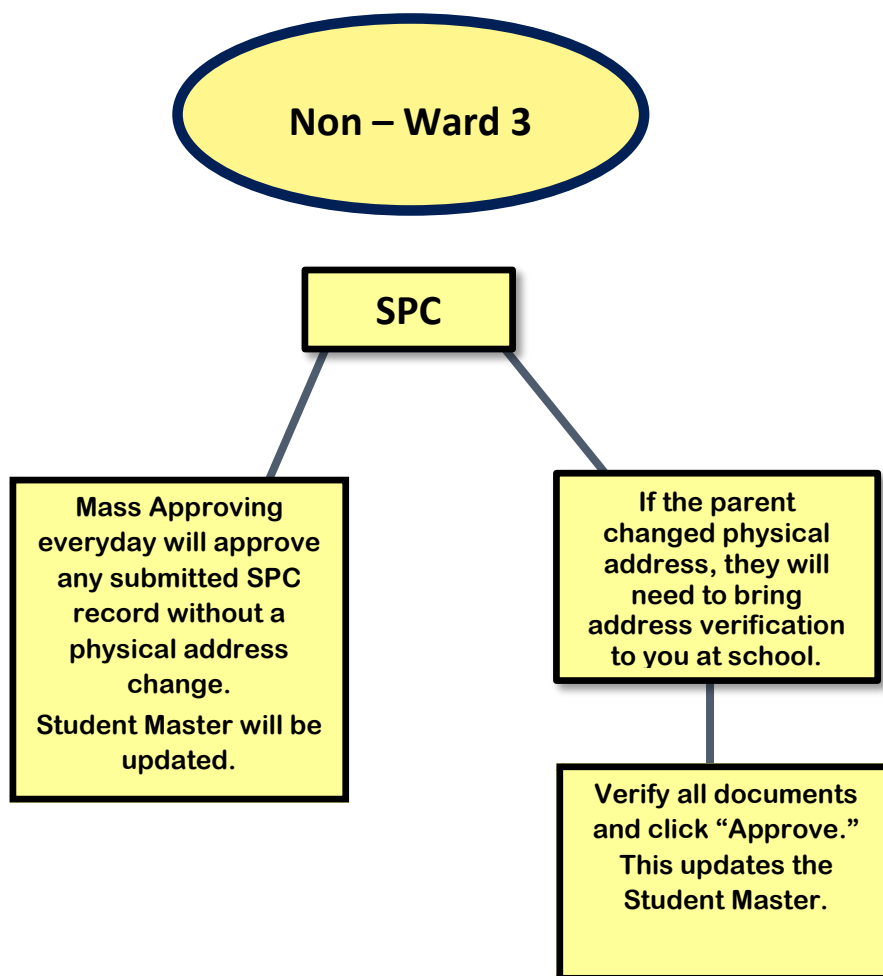 Non – Ward 3
SPC
Mass Approving
everyday will approve
any submitted SPC
record without a
physical address
change.
Student Master will be
updated.
If the parent
changed physical
address, they will
need to bring
address verification
to you at school.
Verify all documents
and click “Approve.”
This updates the
Student Master.